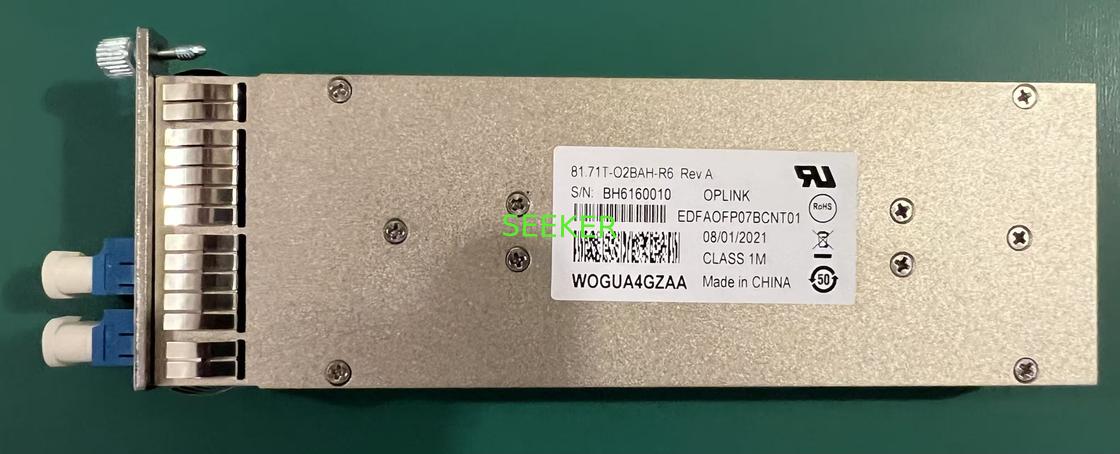 81.71T-O2BAH-R6 Rev A
S/N: BH6160010 OPLINK
EDFAOFP07BCNT01
08/01/2021
CLASS 1M
WOGUA4GZAA Made in CHINA
RoHS
50
SEEKER